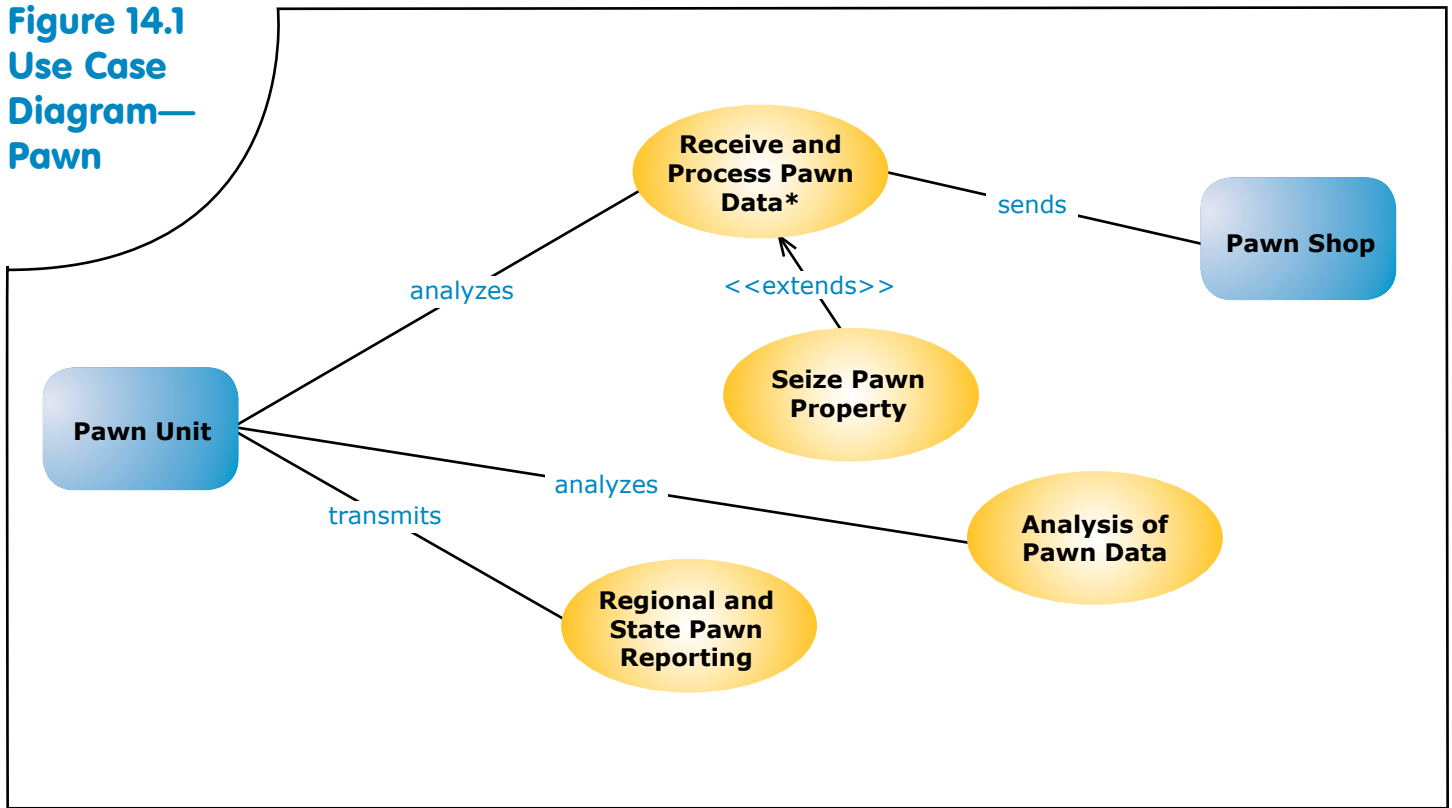 Figure 14.1
Use Case
Diagram—
Pawn
Receive and
Process Pawn
Data*
sends
Pawn Shop
analyzes
<<extends>>
Seize Pawn
Property
Pawn Unit
analyzes
transmits
Analysis of
Pawn Data
Regional and
State Pawn
Reporting